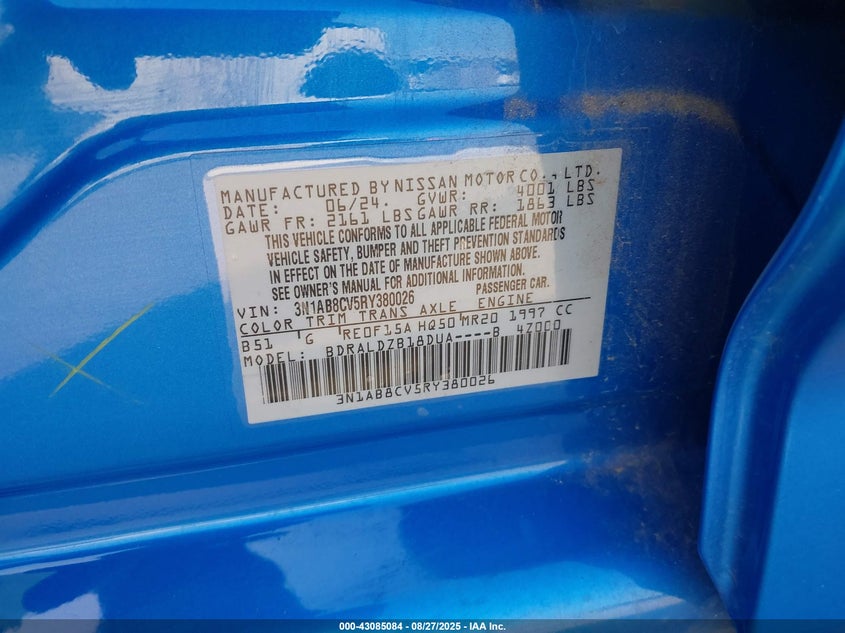 MANUFACTURED BY NISSAN MOTOR CO., LTD.
DATE: 06/24. GVWR: 4001 LBS
GAWR FR: 2161 LBS GAWR RR: 1863 LBS
THIS VEHICLE CONFORMS TO ALL APPLICABLE FEDERAL MOTOR
VEHICLE SAFETY, BUMPER AND THEFT PREVENTION STANDARDS
IN EFFECT ON THE DATE OF MANUFACTURE SHOWN ABOVE.
SEE OWNER'S MANUAL FOR ADDITIONAL INFORMATION.
VIN: 3N1AB8CV5RY380026 PASSENGER CAR.
COLOR TRIM TRANS AXLE ENGINE
B51 G RE0F15A HQ50 MR20 1997 CC
MODEL: BDRALDZB18DUA----B 47000
3N1AB8CV5RY380026
000-43085084 - 08/27/2025 - IAA Inc.